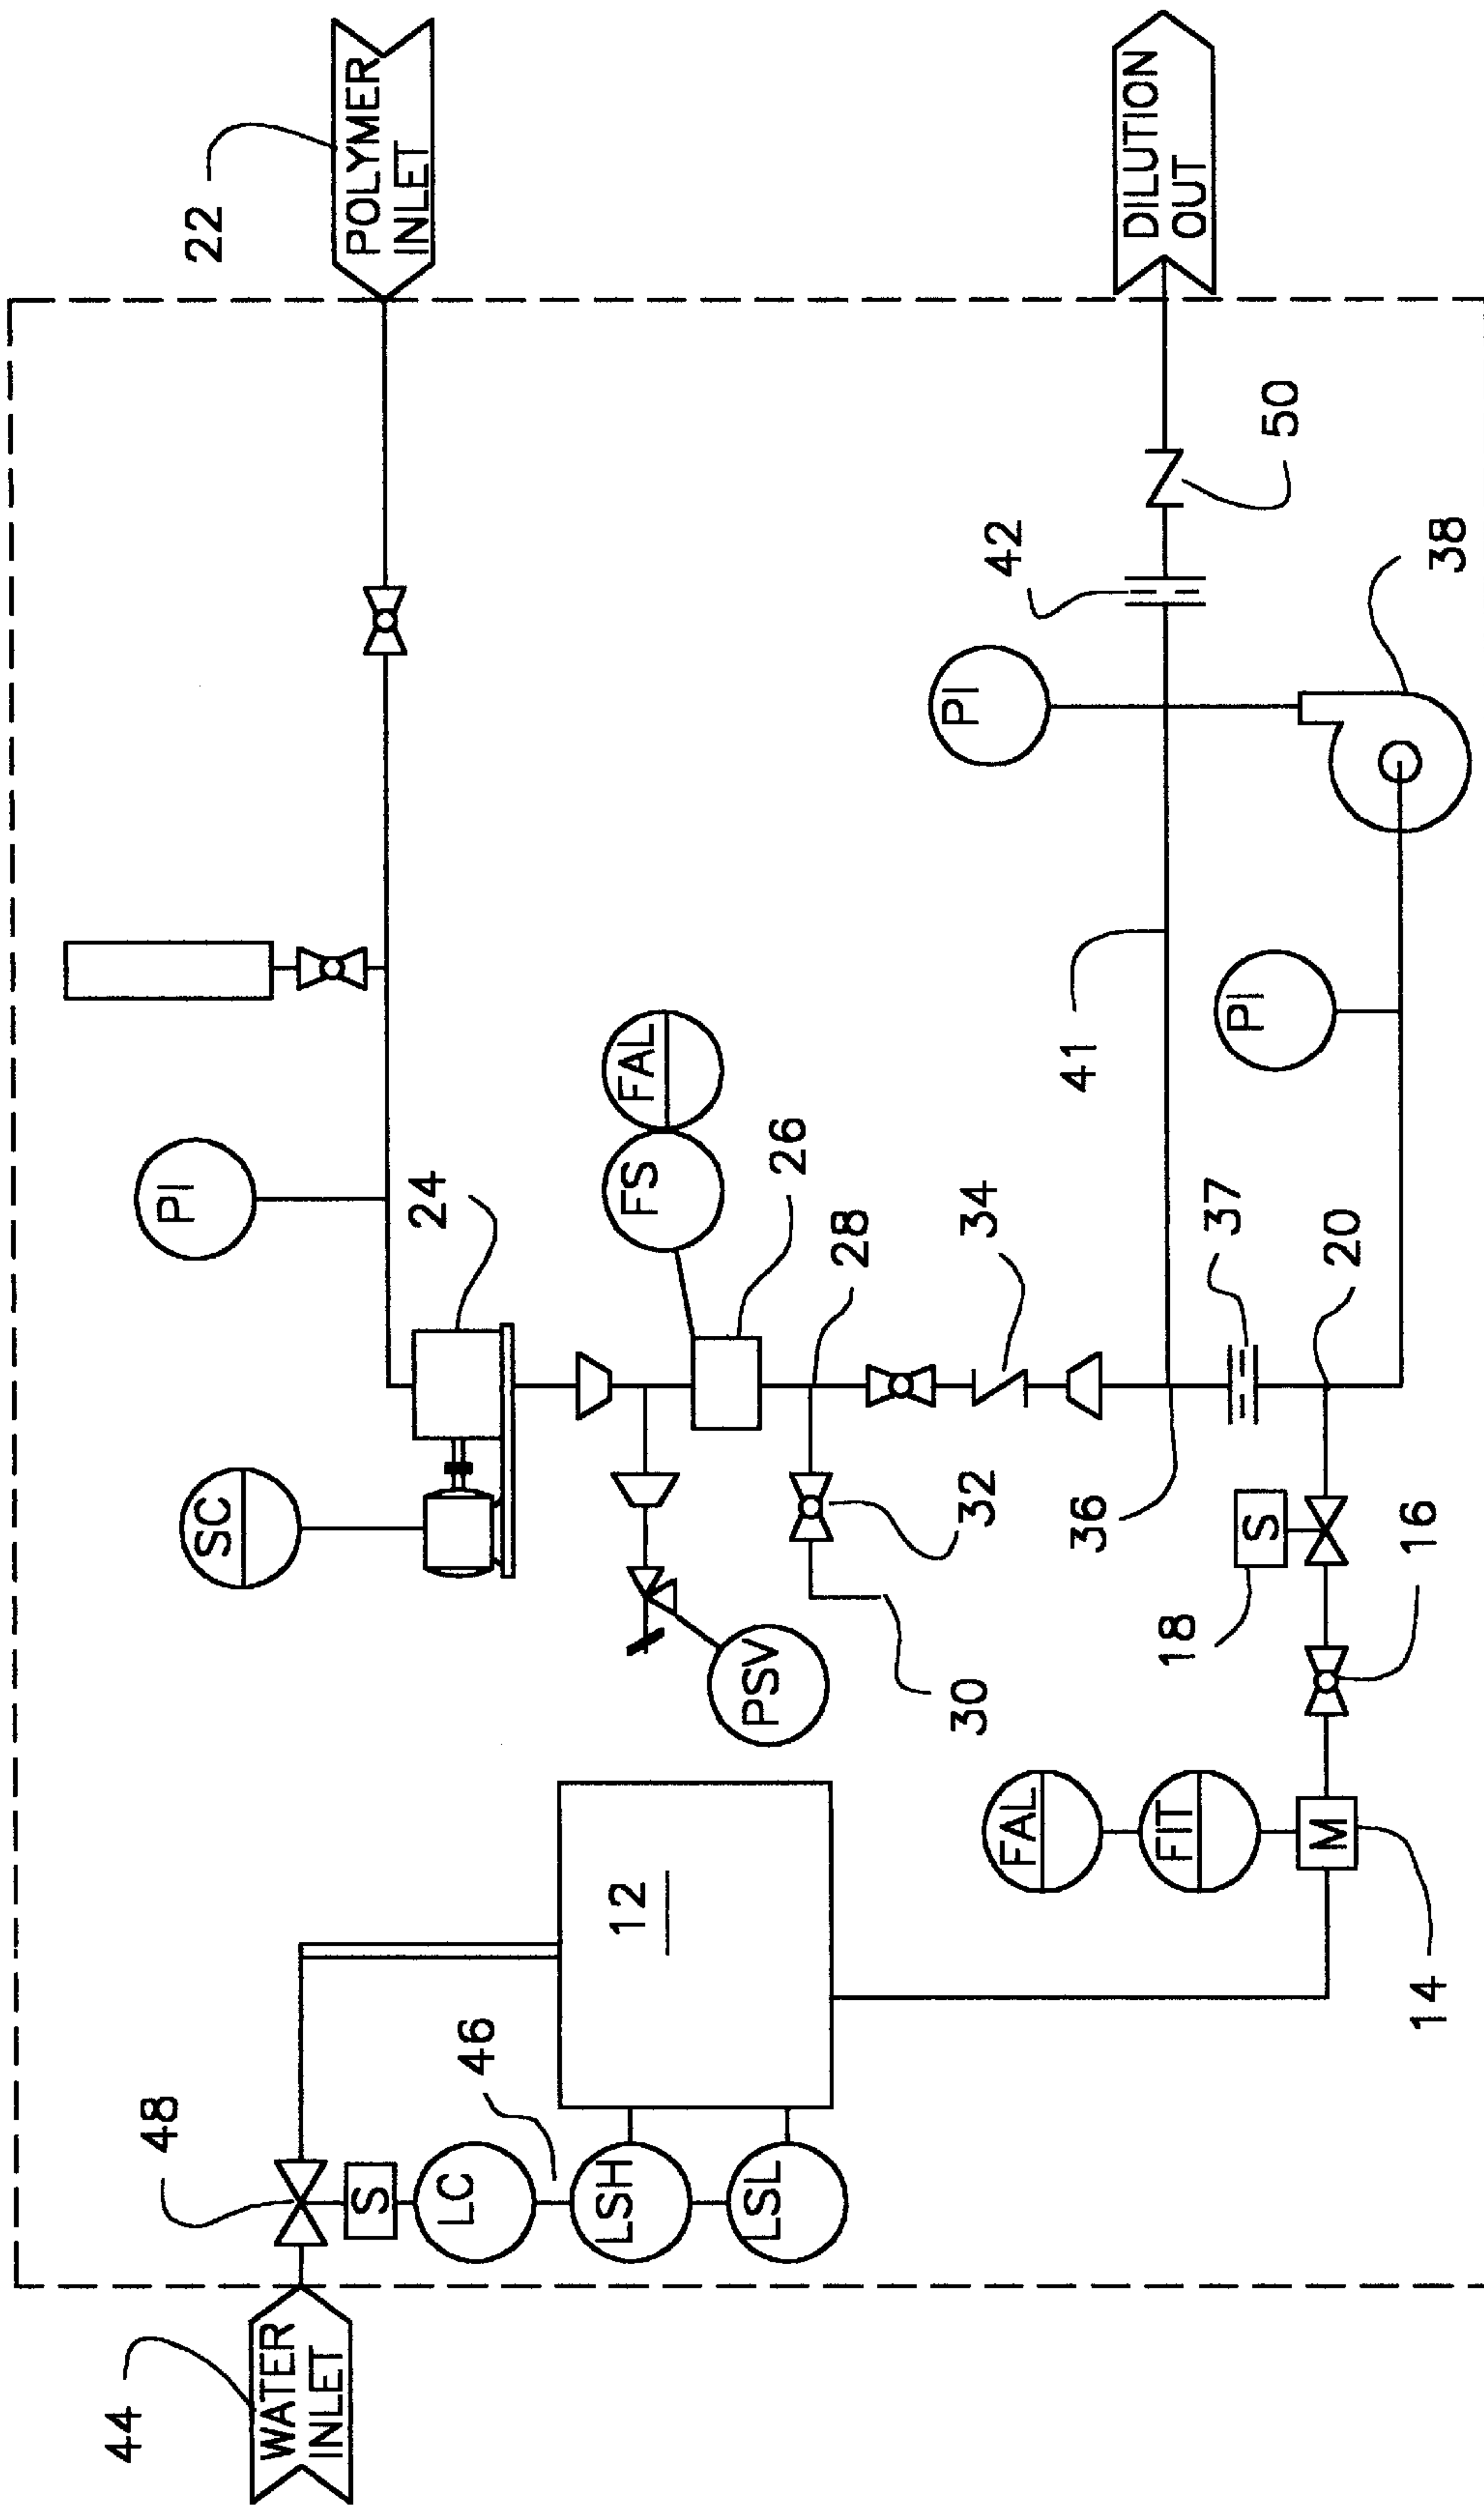 44
WATER
INLET
48
S
LC
46
LSH
LSL
12
FAL
FIT
M
14
16
18
S
20
SC
PSV
30
32
PI
24
FS
FAL
26
28
34
36
37
41
PI
PI
38
42
50
22
POLYMER
INLET
DILUTION
OUT